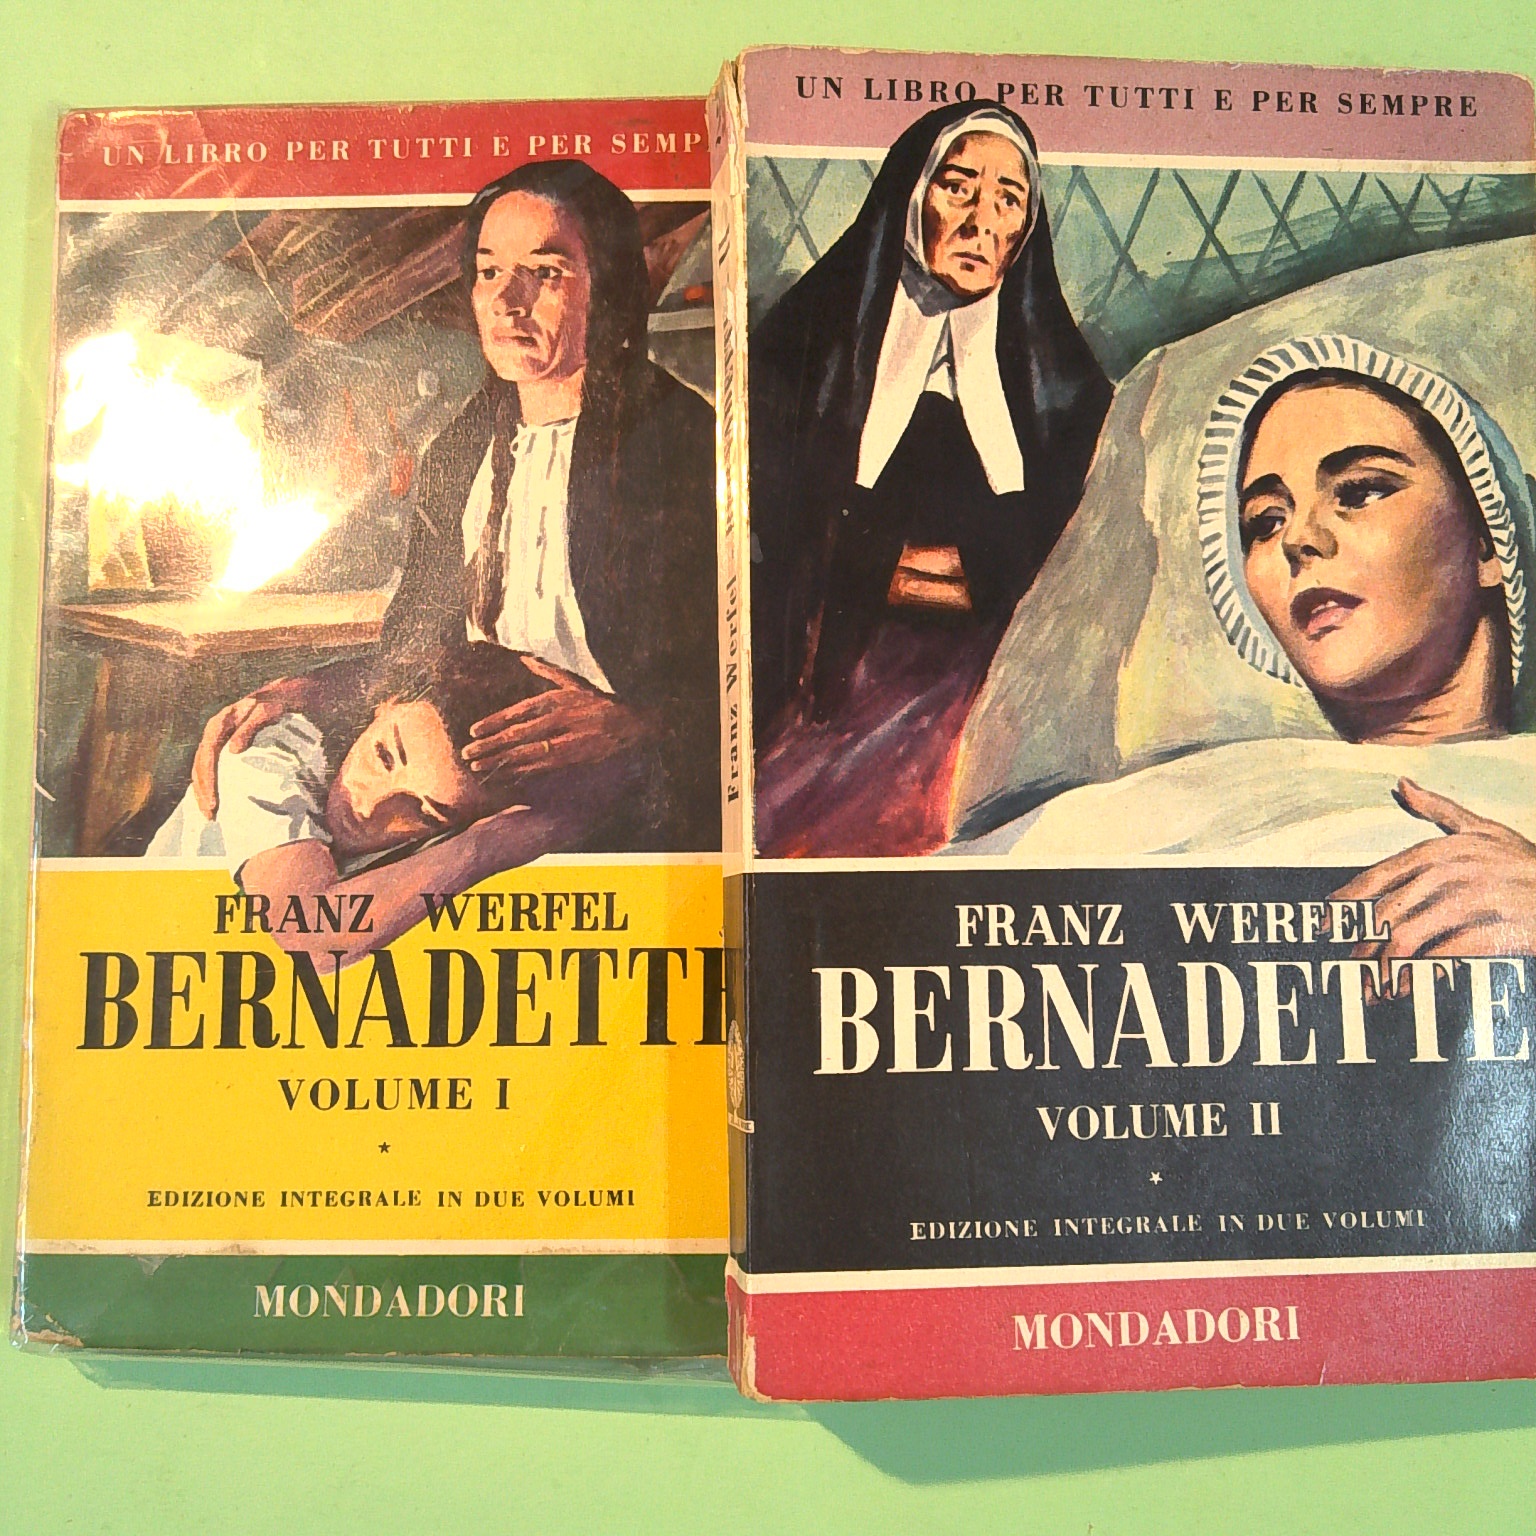 UN LIBRO PER TUTTI E PER SEMP
FRANZ WERFEL
BERNADETTE
VOLUME I
EDIZIONE INTEGRALE IN DUE VOLUMI
MONDADORI
Franz Werfel
UN LIBRO PER TUTTI E PER SEMPRE
FRANZ WERFEL
BERNADETTE
VOLUME II
EDIZIONE INTEGRALE IN DUE VOLUMI
MONDADORI